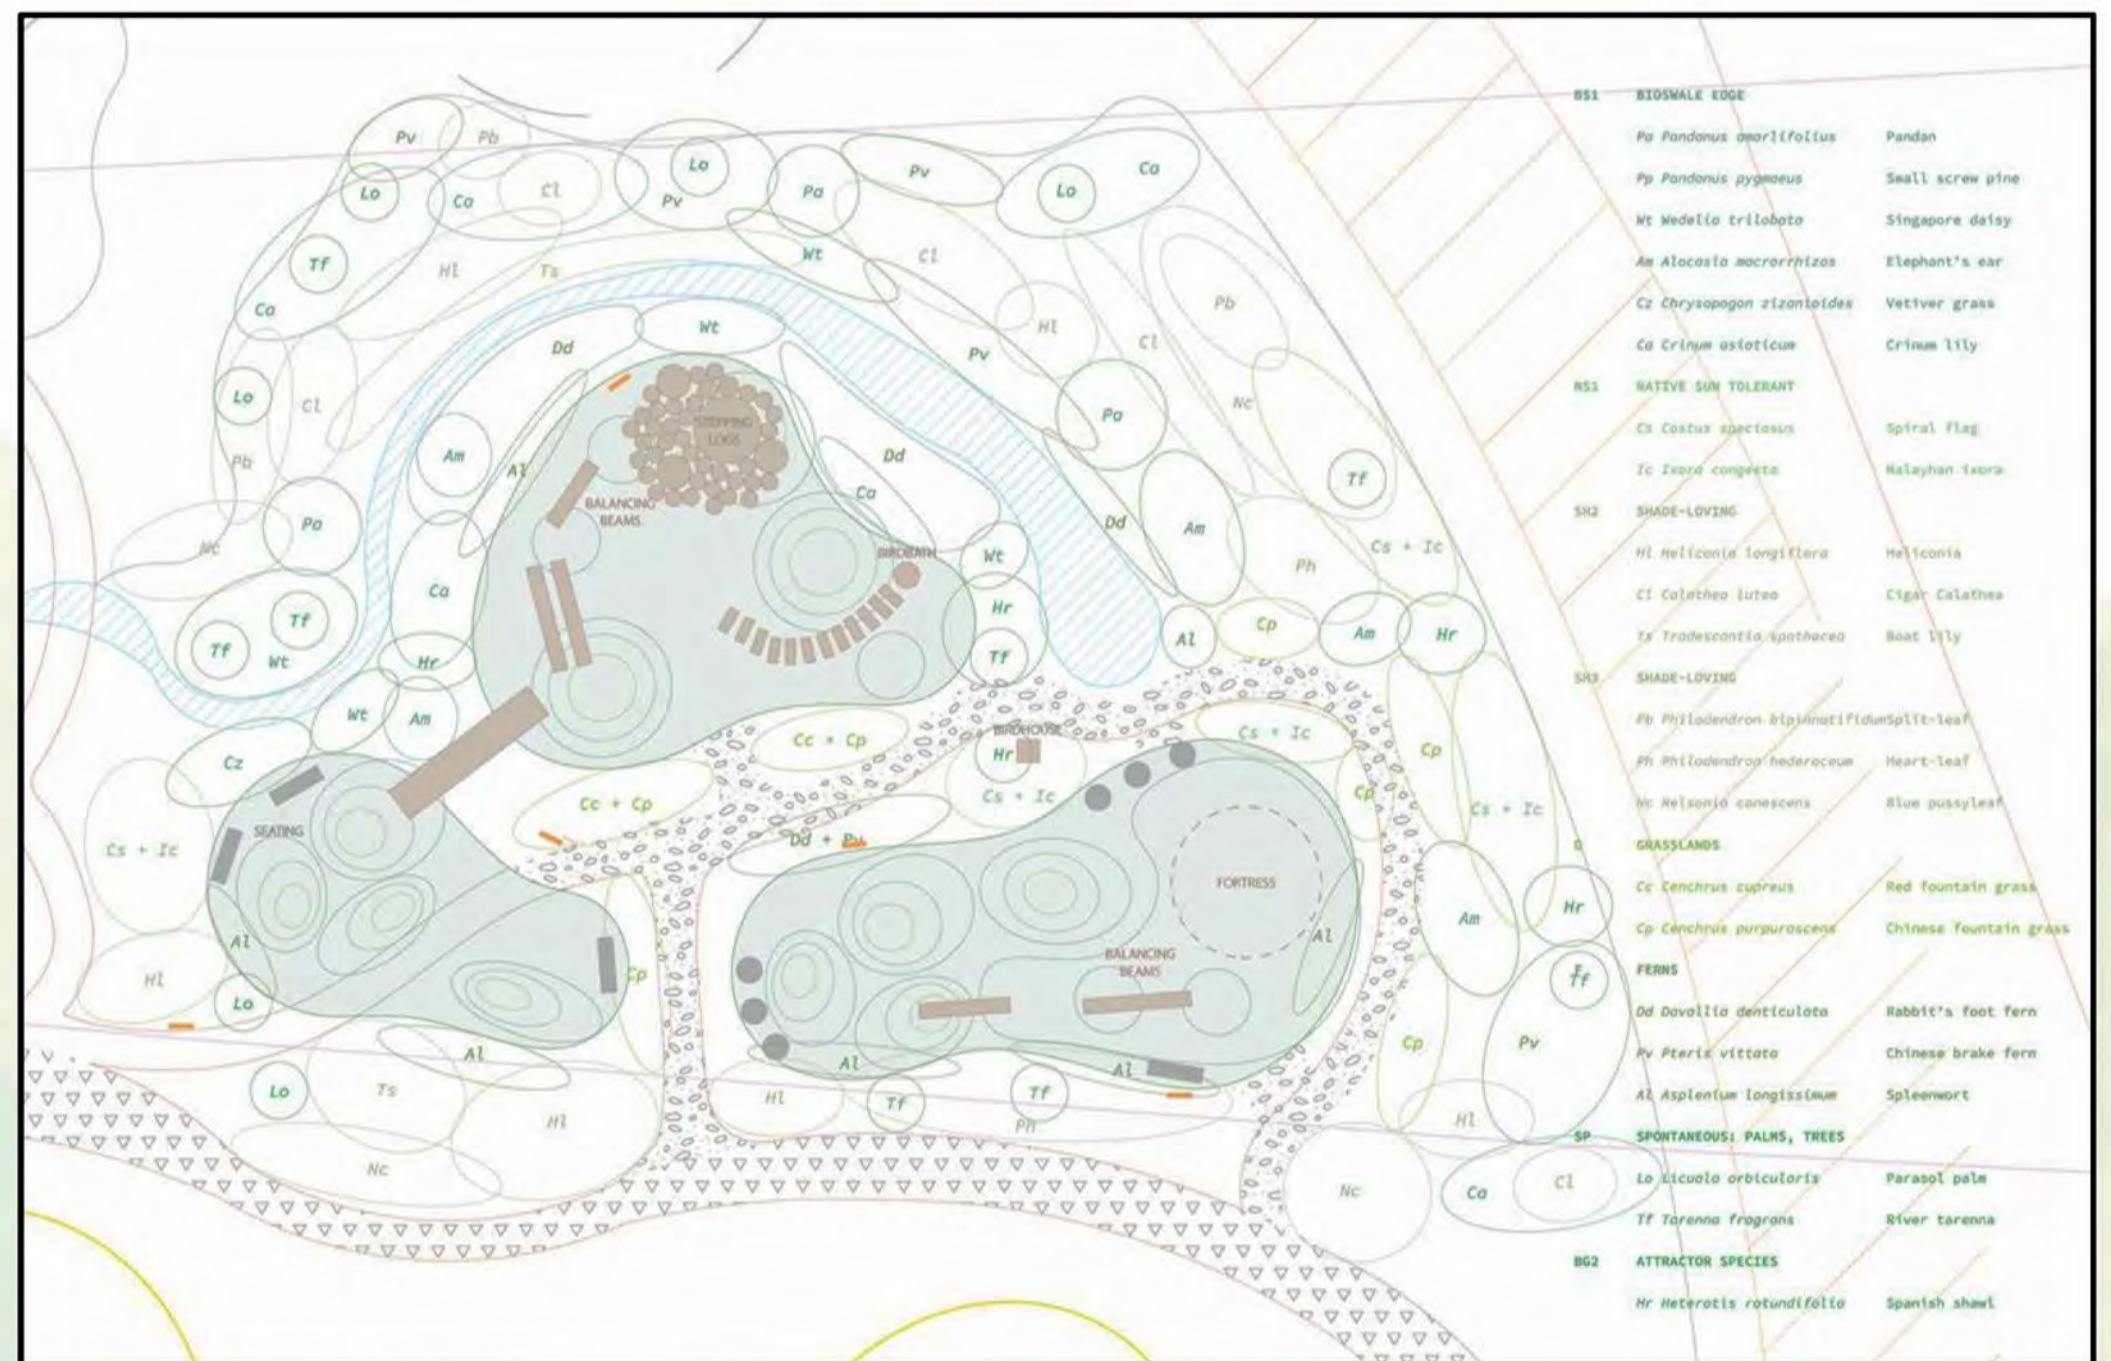 Pv Pb
Lo Ca Cl Lo Pv Pa Pv Lo Ca
Tf Hl Ts Wt Cl Pb
Ca Dd Wt Pv Hl Cl
Lo Cl STEPPING Pa Nc
LOGS
Pb Am Al Dd Ca Tf
BALANCING
BEAMS
Nc Pa BIRDBATH Wt Dd Am Cs + Ic
Ca Ph
Tf Tf Wt Hr Hr Tf Al Cp Am Hr
Wt Am
Cz Cc + Cp BIRDHOUSE Hr Cs + Ic Cp
Cc + Cp Cs + Ic Cp Cs + Ic
SEATING
Cs + Ic Dd + Pv
FORTRESS
Al Al Am Hr
BALANCING
BEAMS
Hl Cp Tf
Lo
Al Al Al Cp Pv
Lo Ts Hl Hl Tf Tf Ph Hl
Nc Nc Ca Cl
BS1 BIOSWALE EDGE
Pa Pandanus amarlifolius Pandan
Pp Pandanus pygmaeus Small screw pine
Wt Wedelia trilobata Singapore daisy
Am Alocasia macrorrhizos Elephant's ear
Cz Chrysopogon zizanioides Vetiver grass
Ca Crinum asiaticum Crinum lily
NS1 NATIVE SUN TOLERANT
Cs Costus speciosus Spiral flag
Ic Ixora congesta Malayhan ixora
SH2 SHADE-LOVING
Hl Heliconia longiflora Heliconia
Cl Calathea lutea Cigar Calathea
Ts Tradescantia spathacea Boat lily
SH3 SHADE-LOVING
Pb Philodendron bipinnatifidum Split-leaf
Ph Philodendron hederaceum Heart-leaf
Nc Nelsonia canescens Blue pussyleaf
G GRASSLANDS
Cc Cenchrus cupreus Red fountain grass
Cp Cenchrus purpurascens Chinese fountain grass
F FERNS
Dd Davallia denticulata Rabbit's foot fern
Pv Pteris vittata Chinese brake fern
Al Asplenium longissimum Spleenwort
SP SPONTANEOUS: PALMS, TREES
Lo Licuala orbicularis Parasol palm
Tf Tarenna fragrans River tarenna
BG2 ATTRACTOR SPECIES
Hr Heterotis rotundifolia Spanish shawl